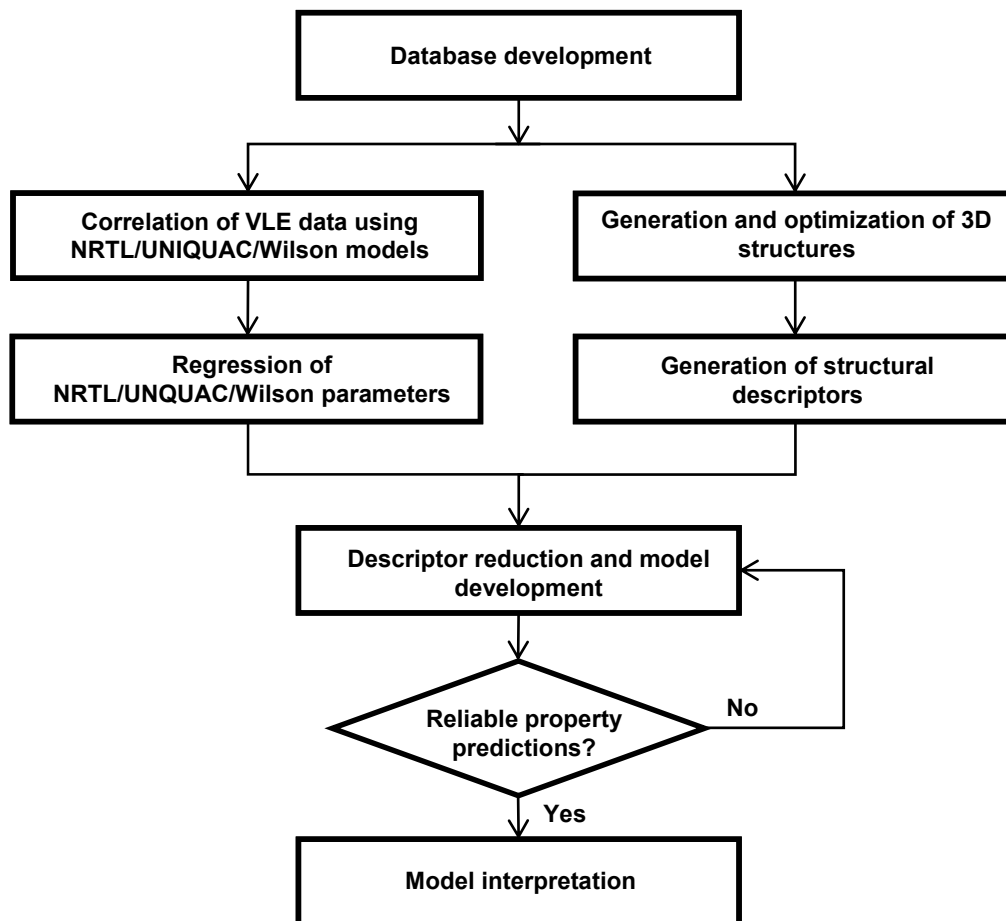 Database development
Correlation of VLE data using
NRTL/UNIQUAC/Wilson models
Generation and optimization of 3D
structures
Regression of
NRTL/UNQUAC/Wilson parameters
Generation of structural
descriptors
Descriptor reduction and model
development
Reliable property
predictions?
No
Yes
Model interpretation